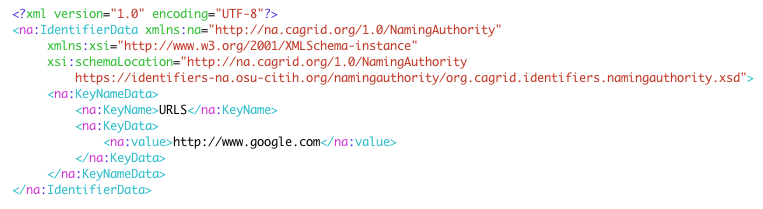 <?xml version="1.0" encoding="UTF-8"?>
<na:IdentifierData xmlns:na="http://na.cagrid.org/1.0/NamingAuthority"
xmlns:xsi="http://www.w3.org/2001/XMLSchema-instance"
xsi:schemaLocation="http://na.cagrid.org/1.0/NamingAuthority
https://identifiers-na.osu-citih.org/namingauthority/org.cagrid.identifiers.namingauthority.xsd">
<na:KeyNameData>
<na:KeyName>URLS</na:KeyName>
<na:KeyData>
<na:value>http://www.google.com</na:value>
</na:KeyData>
</na:KeyNameData>
</na:IdentifierData>